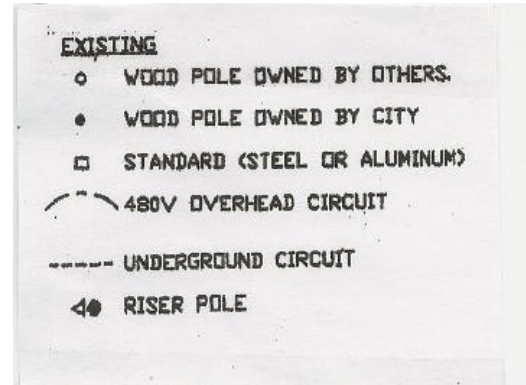 EXISTING
WOOD POLE OWNED BY OTHERS.
WOOD POLE OWNED BY CITY
STANDARD (STEEL OR ALUMINUM)
480V OVERHEAD CIRCUIT
UNDERGROUND CIRCUIT
RISER POLE